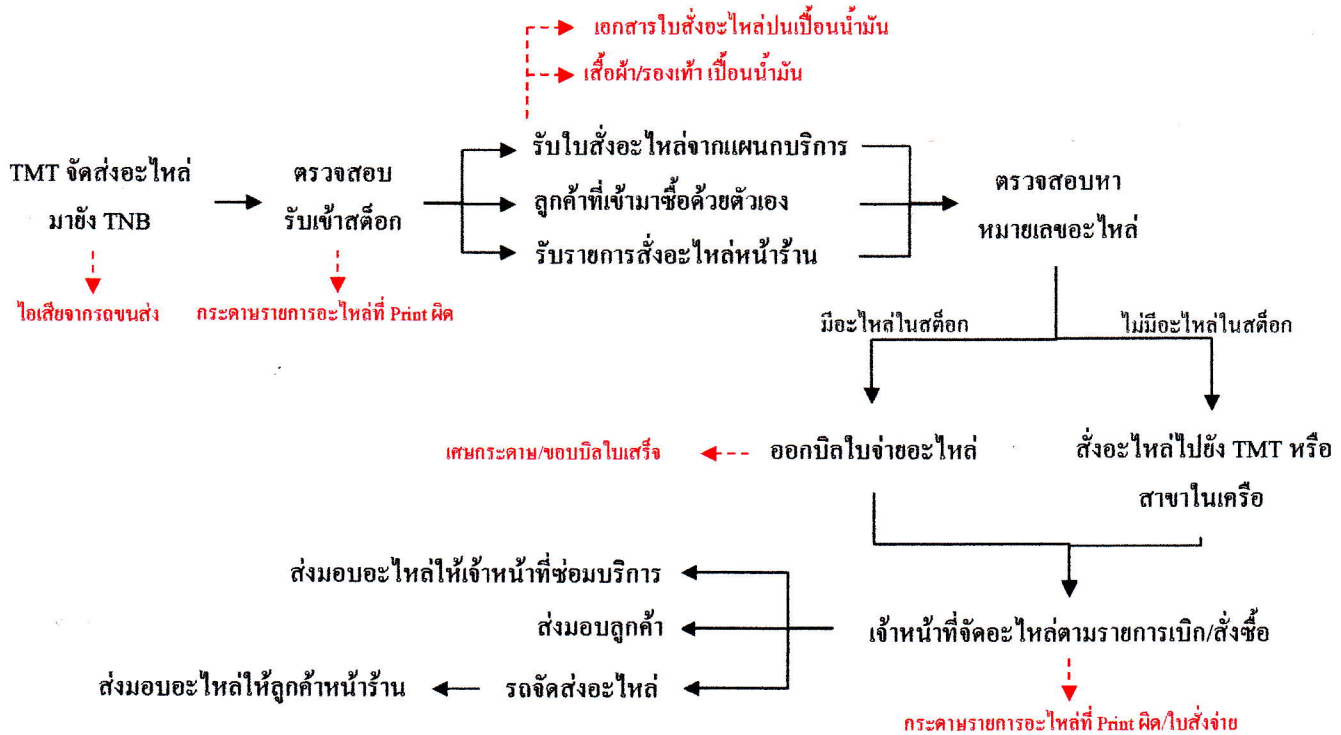 เอกสารใบสั่งอะไหล่ปนเปื้อนน้ำมัน
เสื้อผ้า/รองเท้า เปื้อนน้ำมัน
TMT จัดส่งอะไหล่
มายัง TNB
ไอเสียจากรถขนส่ง
ตรวจสอบ
รับเข้าสต็อก
กระดาษรายการอะไหล่ที่ Print ผิด
รับใบสั่งอะไหล่จากแผนกบริการ
ลูกค้าที่เข้ามาซื้อด้วยตัวเอง
รับรายการสั่งอะไหล่หน้าร้าน
ตรวจสอบหา
หมายเลขอะไหล่
มีอะไหล่ในสต็อก
ไม่มีอะไหล่ในสต็อก
เศษกระดาษ/ขอบบิลใบเสร็จ
ออกบิลใบจ่ายอะไหล่
สั่งอะไหล่ไปยัง TMT หรือ
สาขาในเครือ
เจ้าหน้าที่จัดอะไหล่ตามรายการเบิก/สั่งซื้อ
กระดาษรายการอะไหล่ที่ Print ผิด/ใบสั่งจ่าย
ส่งมอบอะไหล่ให้เจ้าหน้าที่ซ่อมบริการ
ส่งมอบลูกค้า
รถจัดส่งอะไหล่
ส่งมอบอะไหล่ให้ลูกค้าหน้าร้าน